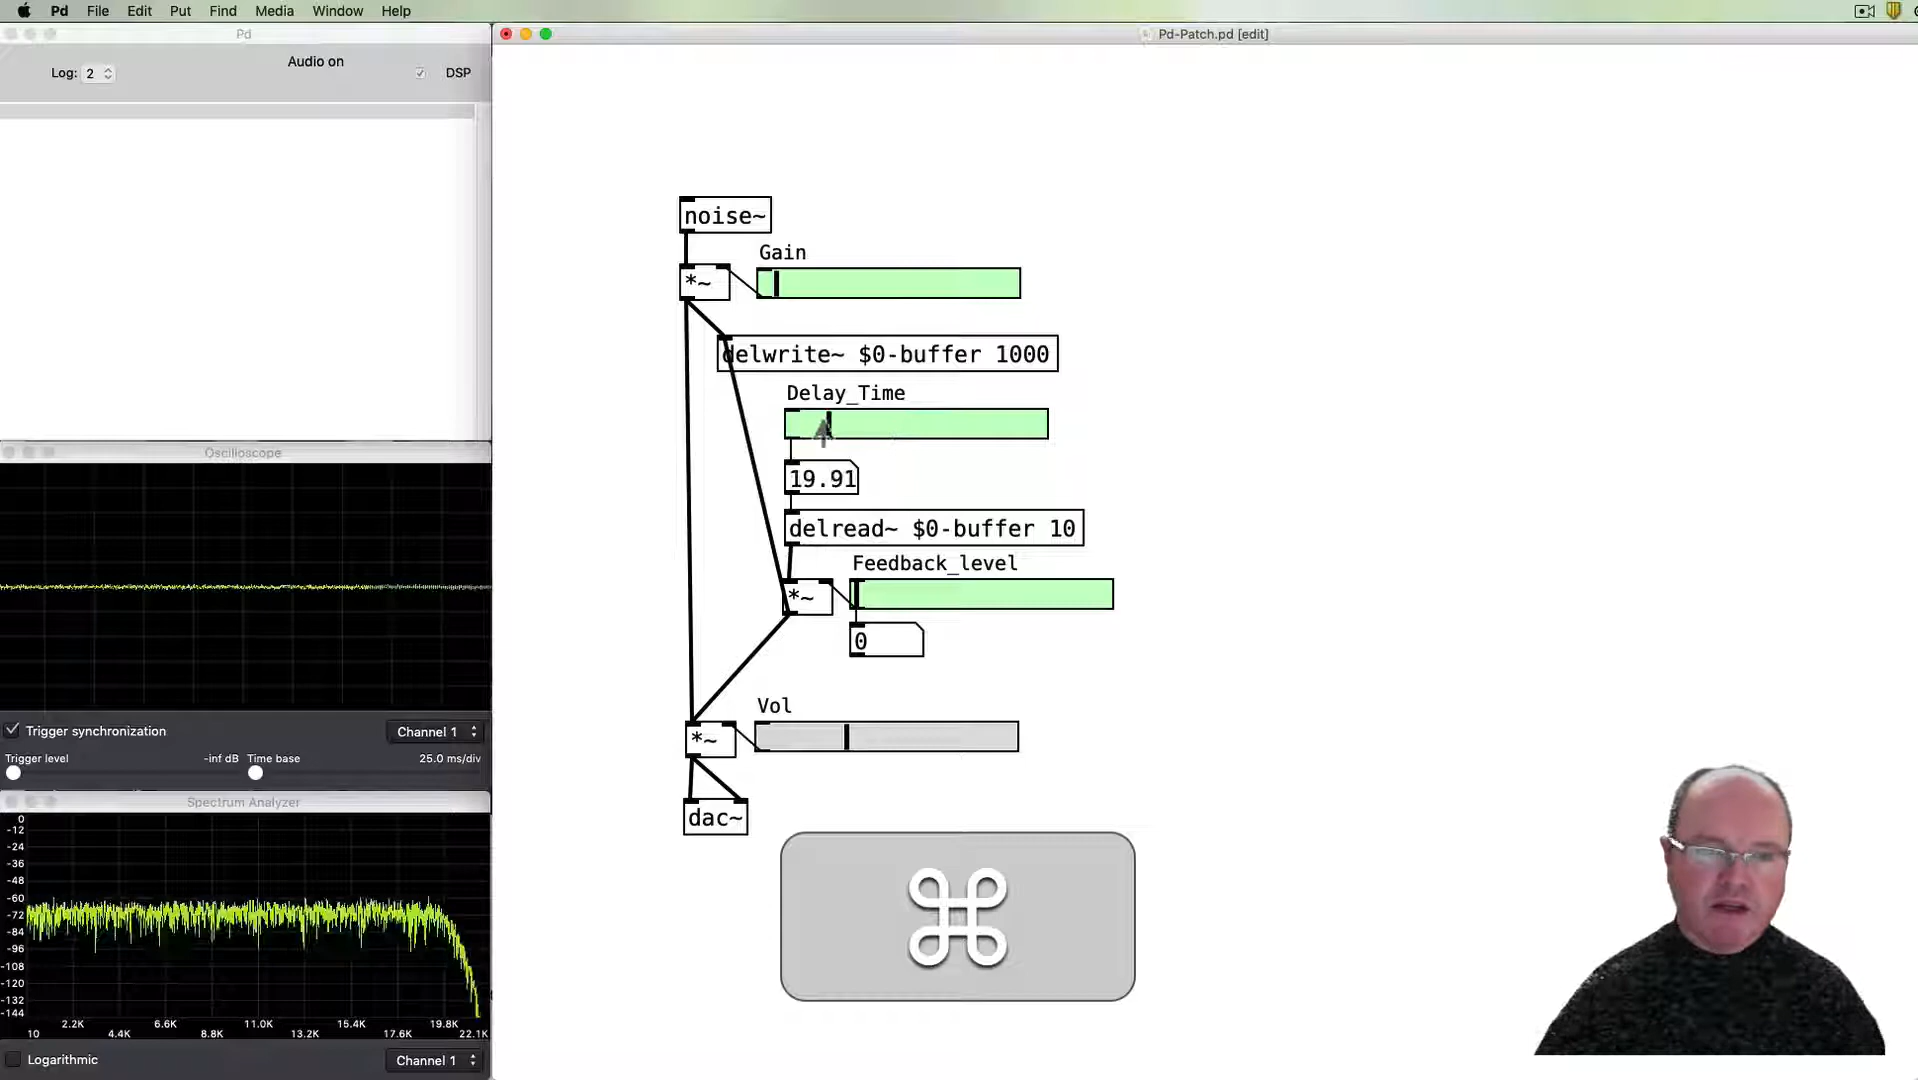 Pd File Edit Put Find Media Window Help
Pd
Pd-Patch.pd [edit]
Audio on
Log: 2
DSP
noise~
Gain
*~
delwrite~ $0-buffer 1000
Delay_Time
19.91
delread~ $0-buffer 10
Feedback_level
*~
0
Vol
*~
dac~
Oscilloscope
Trigger synchronization
Channel 1
Trigger level
-inf dB
Time base
25.0 ms/div
Spectrum Analyzer
0
-12
-24
-36
-48
-60
-72
-84
-96
-108
-120
-132
-144
2.2K 6.6K 11.0K 15.4K 19.8K
10 4.4K 8.8K 13.2K 17.6K 22.1K
Logarithmic
Channel 1